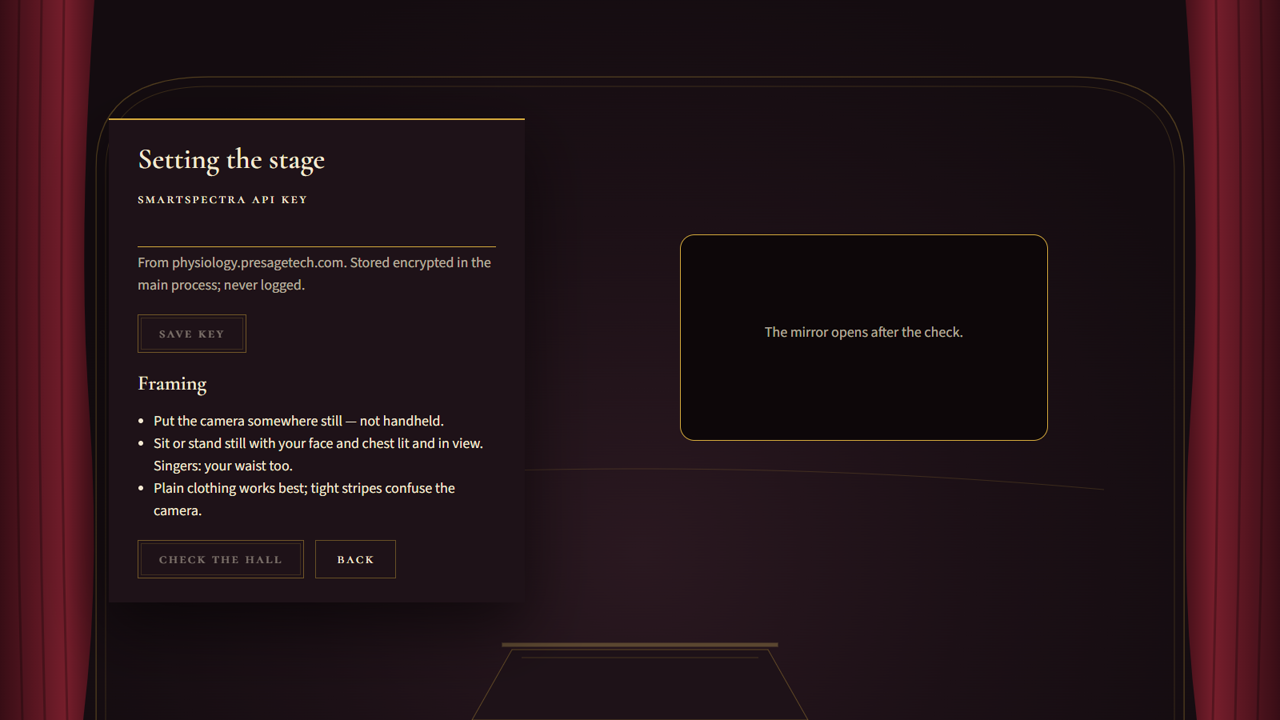 Setting the stage
SMARTSPECTRA API KEY
From physiology.presagetech.com. Stored encrypted in the
main process; never logged.
SAVE KEY
Framing
• Put the camera somewhere still — not handheld.
• Sit or stand still with your face and chest lit and in view.
Singers: your waist too.
• Plain clothing works best; tight stripes confuse the
camera.
CHECK THE HALL
BACK
The mirror opens after the check.